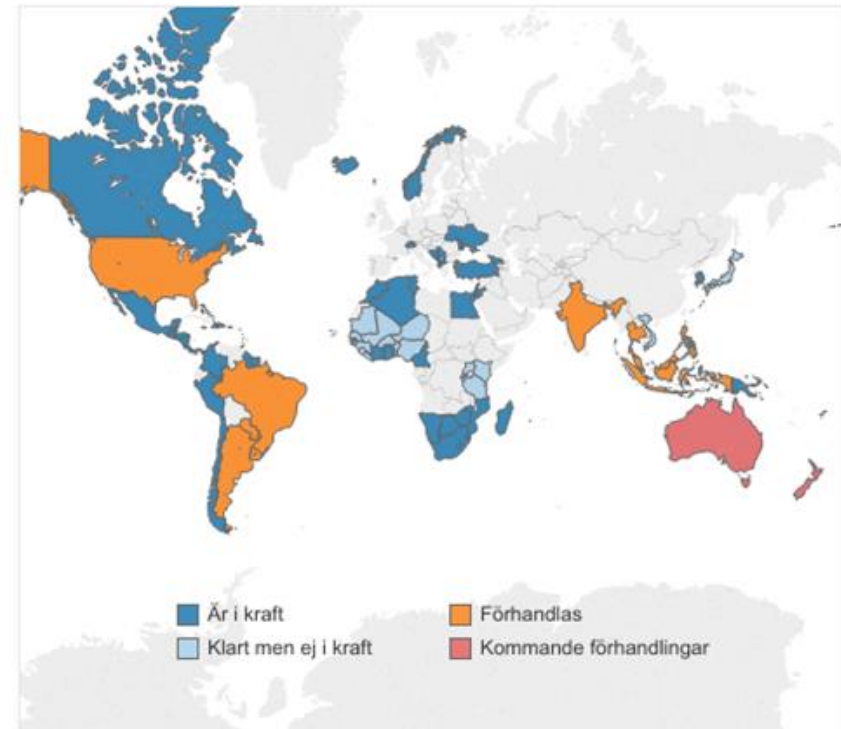 Är i kraft
Förhandlas
Klart men ej i kraft
Kommande förhandlingar